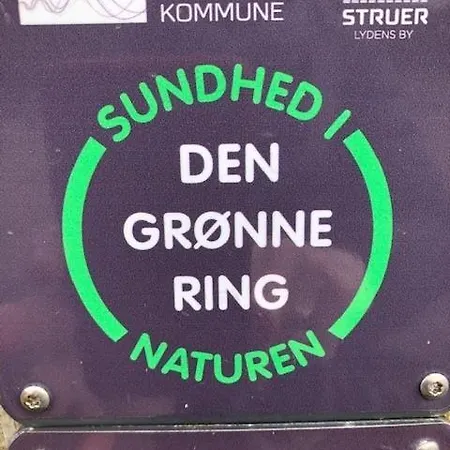 KOMMUNE
STRUER
LYDENS BY
SUNDHED I
DEN
GRØNNE
RING
NATUREN